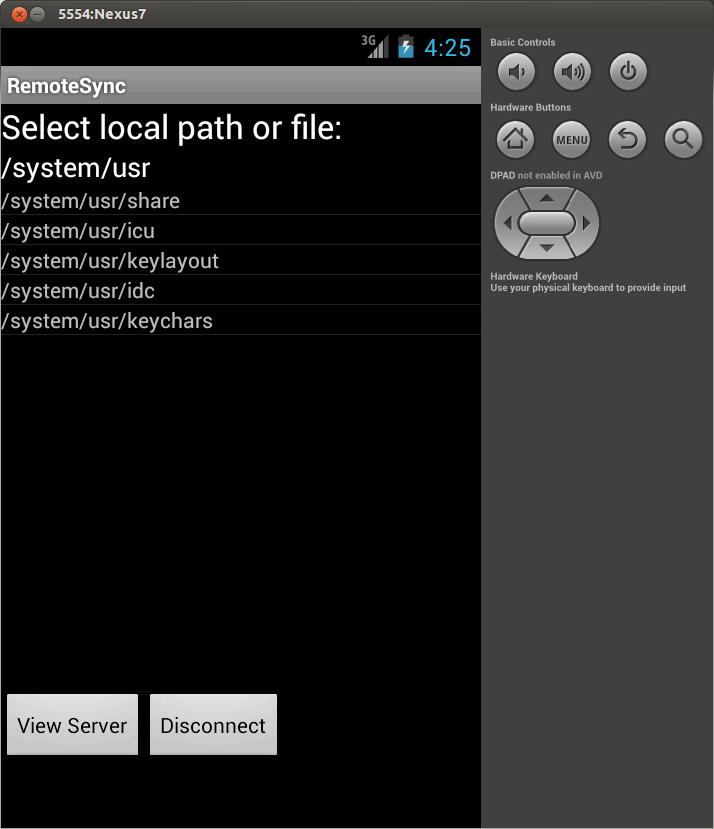 5554:Nexus7
3G 4:25
RemoteSync
Select local path or file:
/system/usr
/system/usr/share
/system/usr/icu
/system/usr/keylayout
/system/usr/idc
/system/usr/keychars
View Server
Disconnect
Basic Controls
Hardware Buttons
MENU
DPAD not enabled in AVD
Hardware Keyboard
Use your physical keyboard to provide input